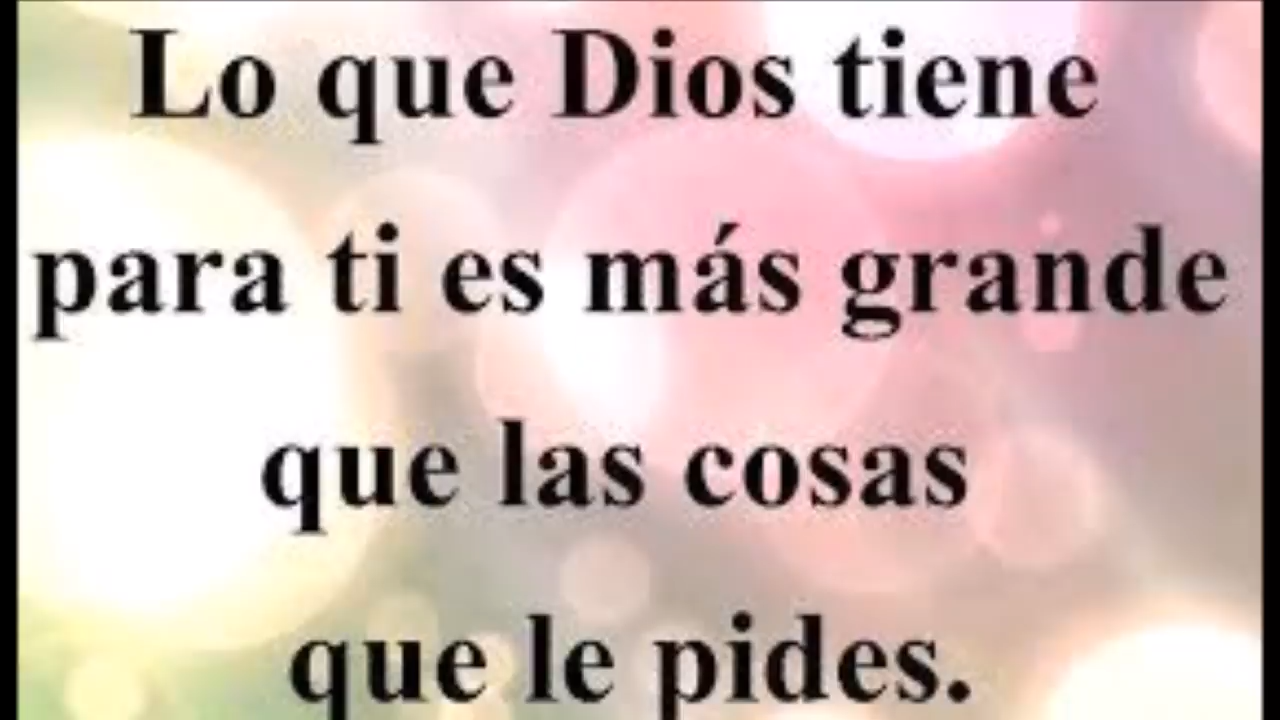 Lo que Dios tiene
para ti es más grande
que las cosas
que le pides.